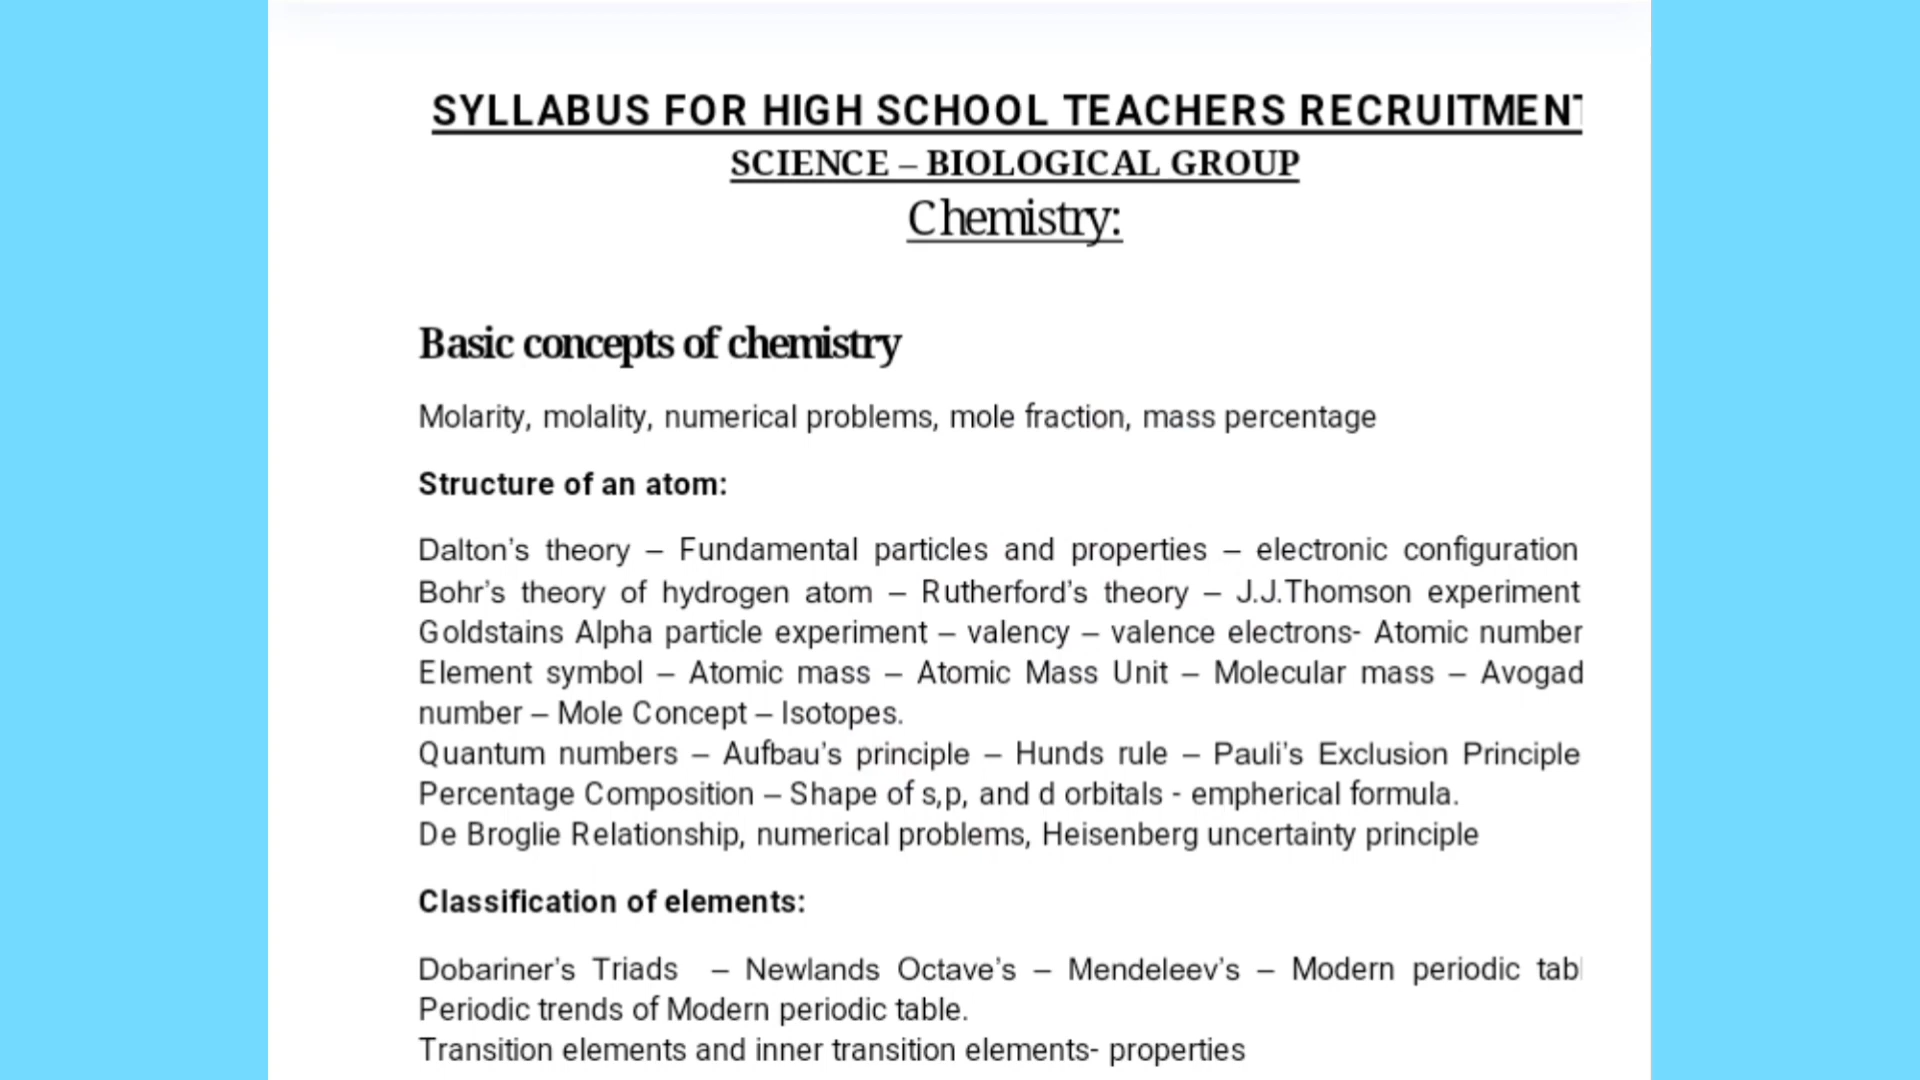 SYLLABUS FOR HIGH SCHOOL TEACHERS RECRUITMENT
SCIENCE – BIOLOGICAL GROUP
Chemistry:
Basic concepts of chemistry
Molarity, molality, numerical problems, mole fraction, mass percentage
Structure of an atom:
Dalton’s theory – Fundamental particles and properties – electronic configuration
Bohr’s theory of hydrogen atom – Rutherford’s theory – J.J.Thomson experiment
Goldstains Alpha particle experiment – valency – valence electrons- Atomic number
Element symbol – Atomic mass – Atomic Mass Unit – Molecular mass – Avogad
number – Mole Concept – Isotopes.
Quantum numbers – Aufbau’s principle – Hunds rule – Pauli’s Exclusion Principle
Percentage Composition – Shape of s,p, and d orbitals - empherical formula.
De Broglie Relationship, numerical problems, Heisenberg uncertainty principle
Classification of elements:
Dobariner’s Triads – Newlands Octave’s – Mendeleev’s – Modern periodic tabl
Periodic trends of Modern periodic table.
Transition elements and inner transition elements- properties